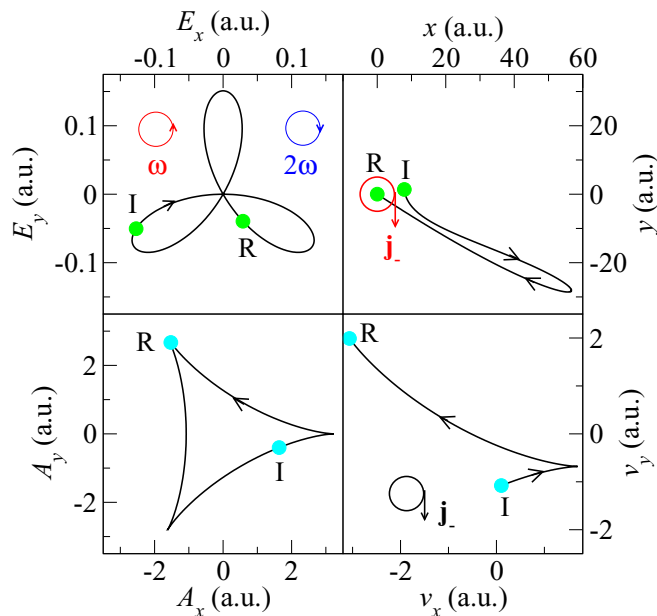 E_x (a.u.) x (a.u.)
-0.1 0 0.1 0 20 40 60
0.1 ω 2ω 20
E_y (a.u.) 0 I R R I 0 y (a.u.)
-0.1 j_- -20
2 R R 2
A_y (a.u.) 0 I 0 v_y (a.u.)
-2 j_- I -2
-2 0 2 -2 0
A_x (a.u.) v_x (a.u.)